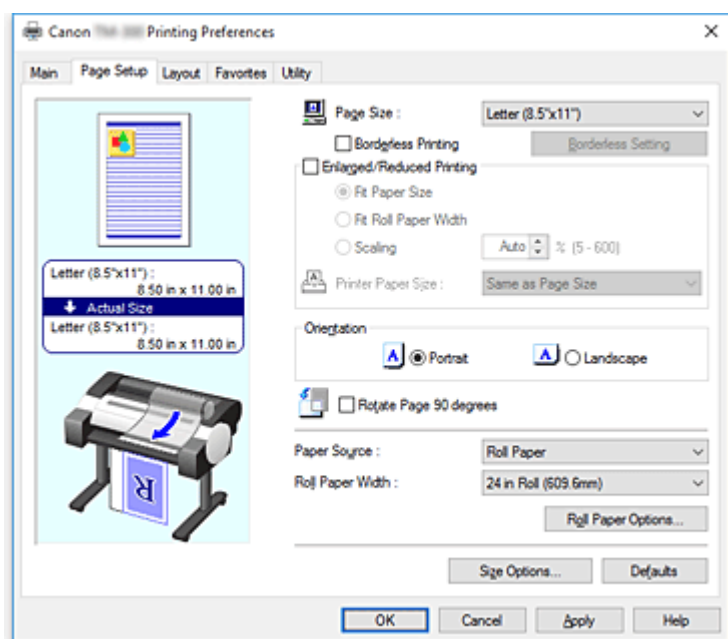 Canon Printing Preferences
Main Page Setup Layout Favorites Utility
Page Size : Letter (8.5"x11")
Borderless Printing Borderless Setting
Enlarged/Reduced Printing
Fit Paper Size
Fit Roll Paper Width
Scaling Auto % (5 - 600)
Printer Paper Size : Same as Page Size
Letter (8.5"x11") :
8.50 in x 11.00 in
Actual Size
Letter (8.5"x11") :
8.50 in x 11.00 in
Orientation
A Portrait A Landscape
Rotate Page 90 degrees
Paper Source : Roll Paper
Roll Paper Width : 24 in Roll (609.6mm)
Roll Paper Options...
R
Size Options... Defaults
OK Cancel Apply Help